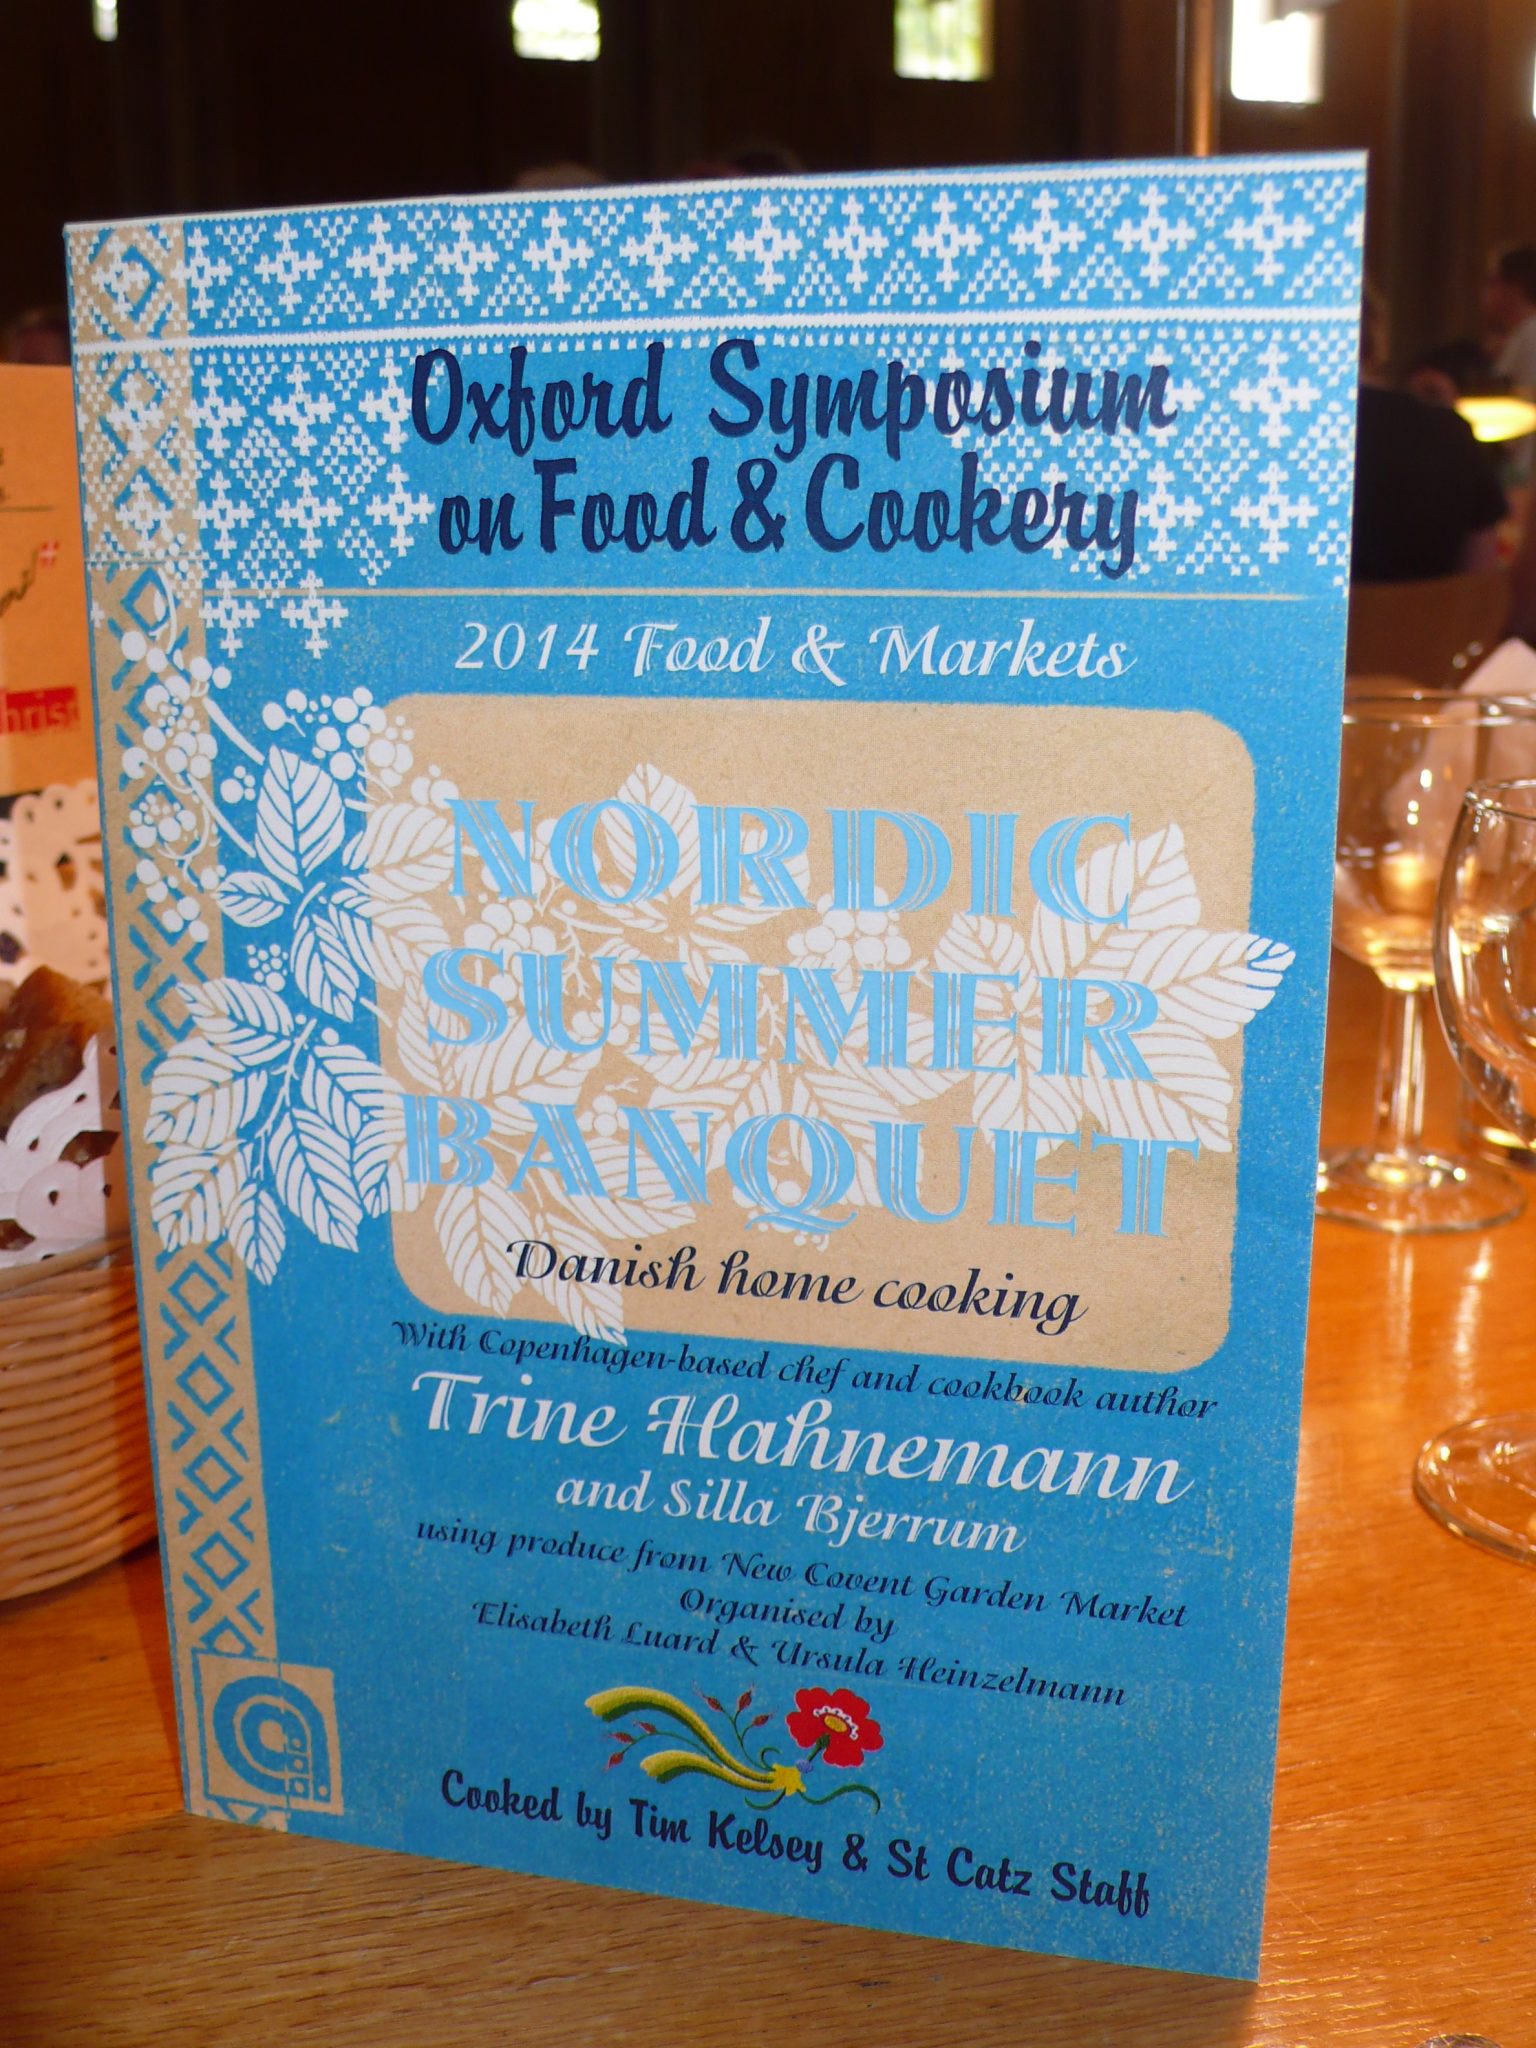 Oxford Symposium
on Food & Cookery
2014 Food & Markets
NORDIC
SUMMER
BANQUET
Danish home cooking
With Copenhagen-based chef and cookbook author
Trine Hahnemann
and Silla Bjerrum
using produce from New Covent Garden Market
Organised by
Elisabeth Luard & Ursula Heinzelmann
Cooked by Tim Kelsey & St Catz Staff